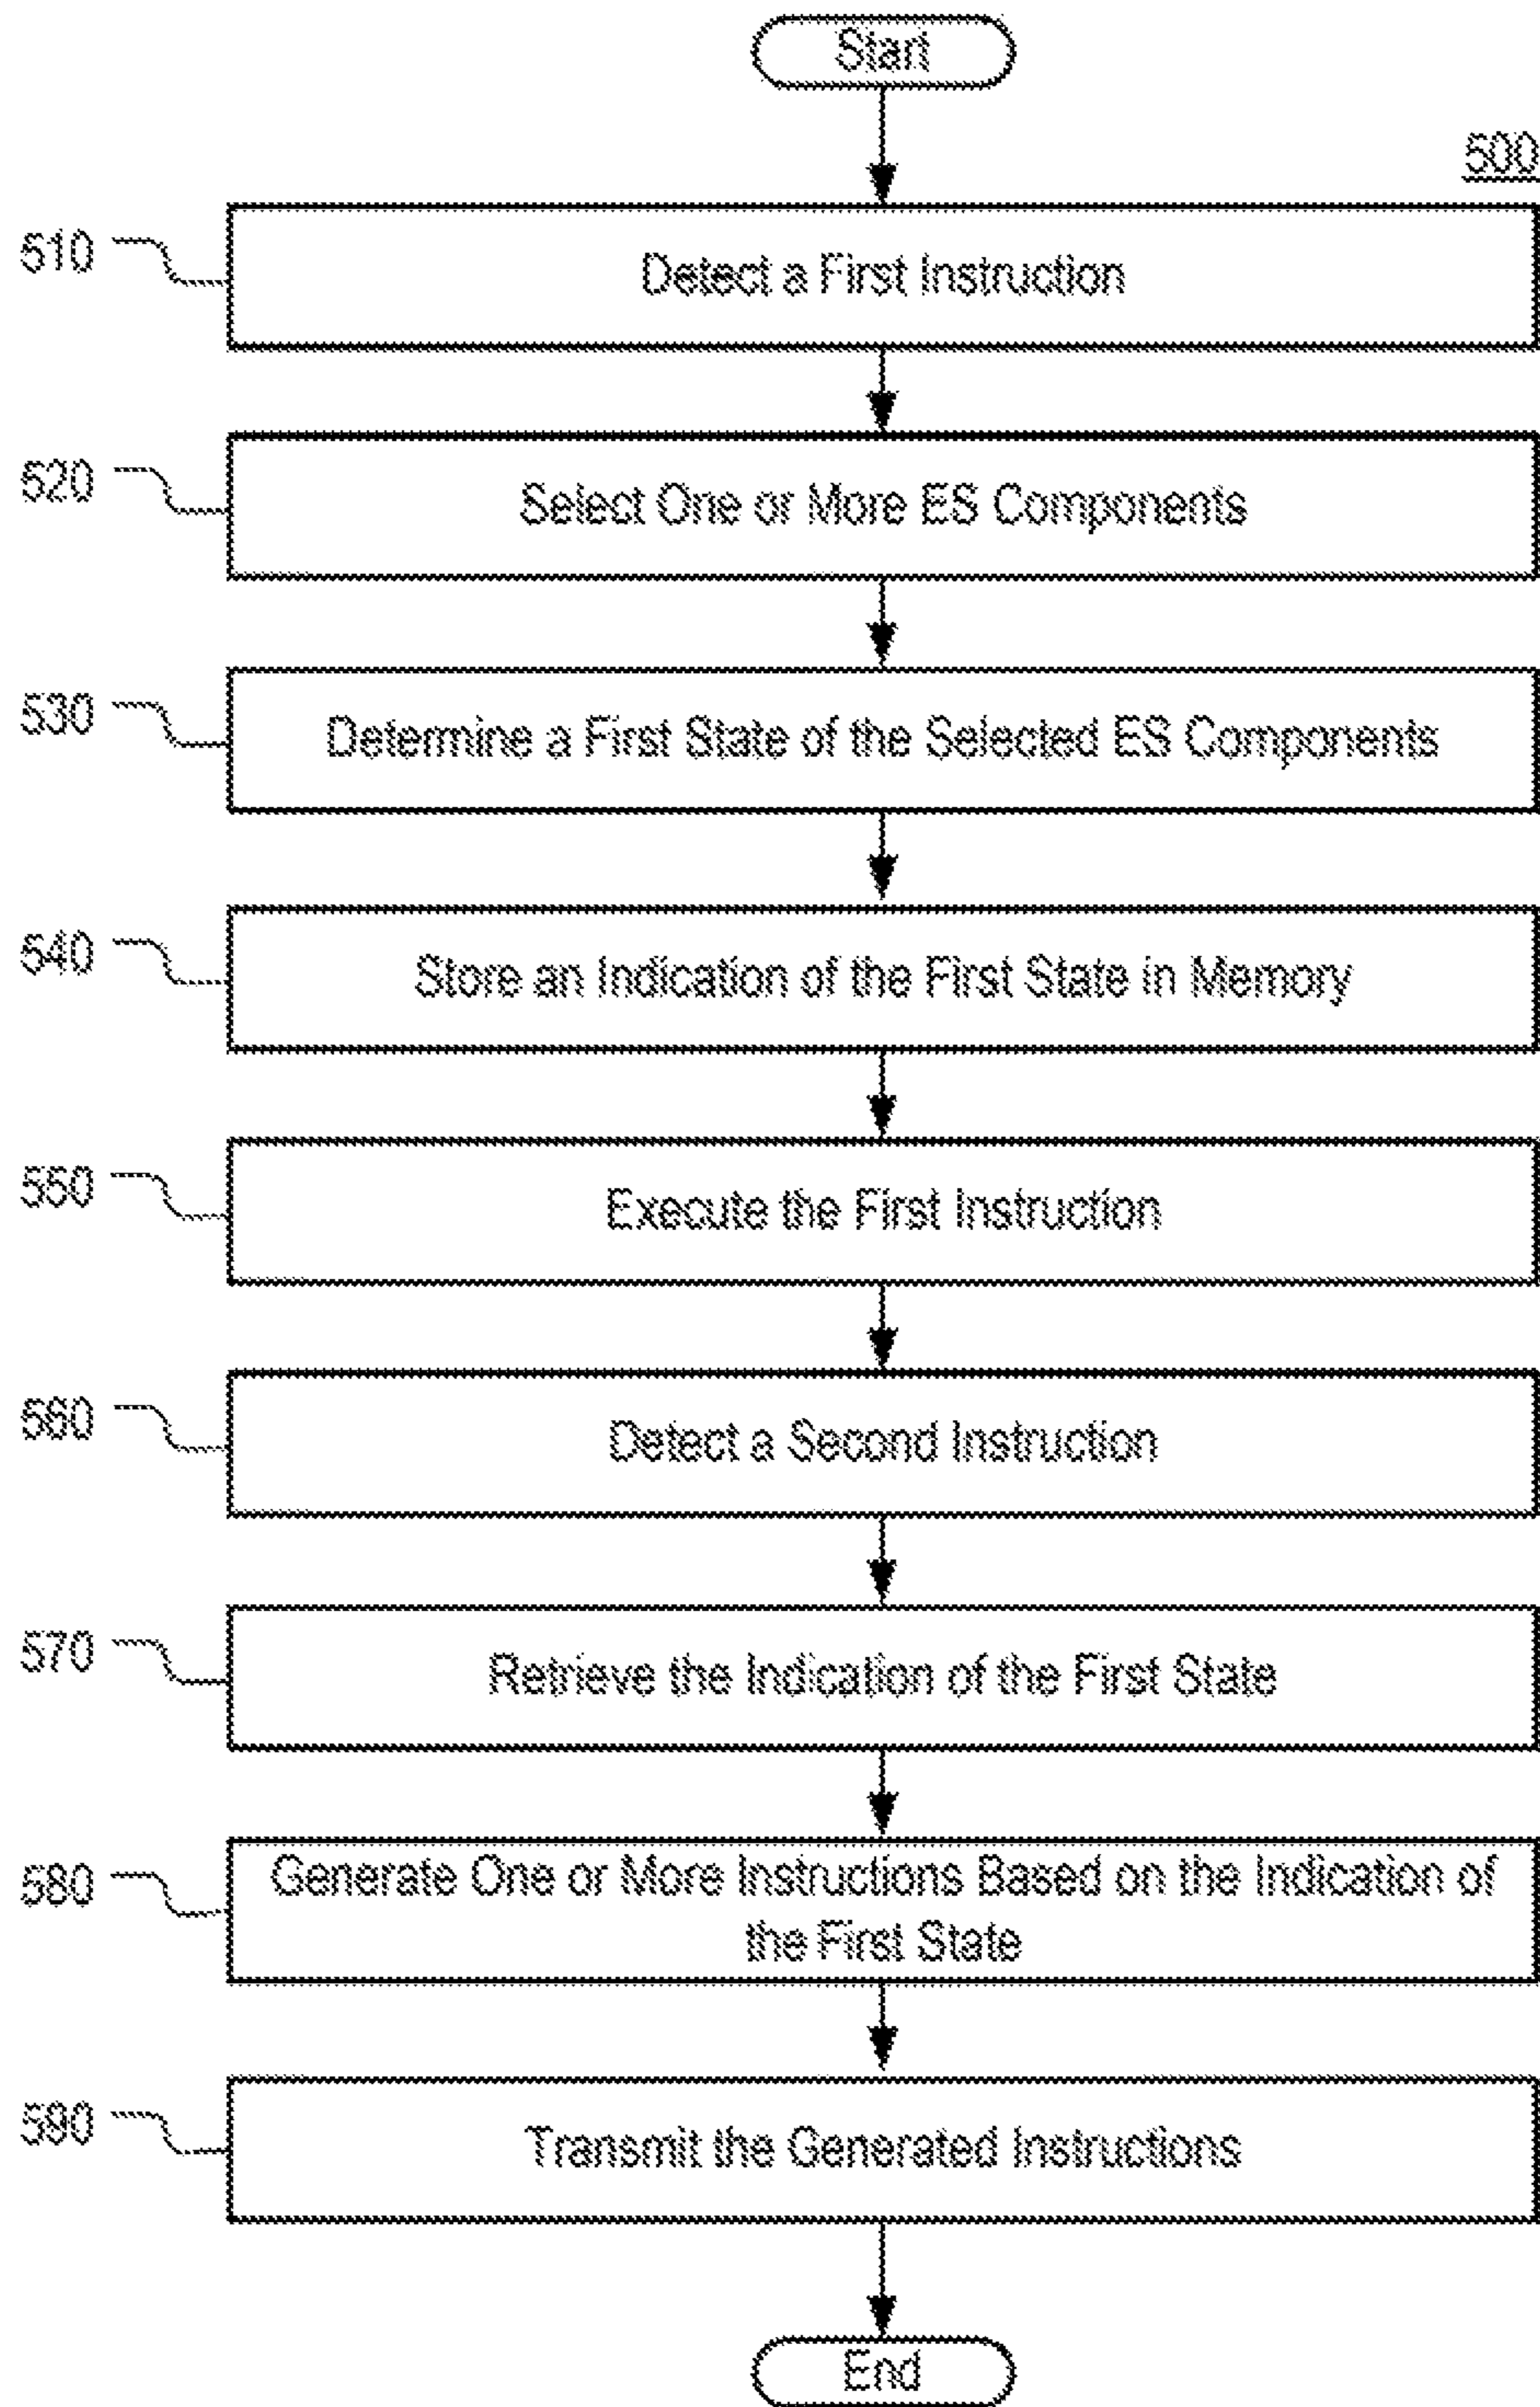 Start
500
510
Detect a First Instruction
520
Select One or More ES Components
530
Determine a First State of the Selected ES Components
540
Store an Indication of the First State in Memory
550
Execute the First Instruction
560
Detect a Second Instruction
570
Retrieve the Indication of the First State
580
Generate One or More Instructions Based on the Indication of
the First State
590
Transmit the Generated Instructions
End